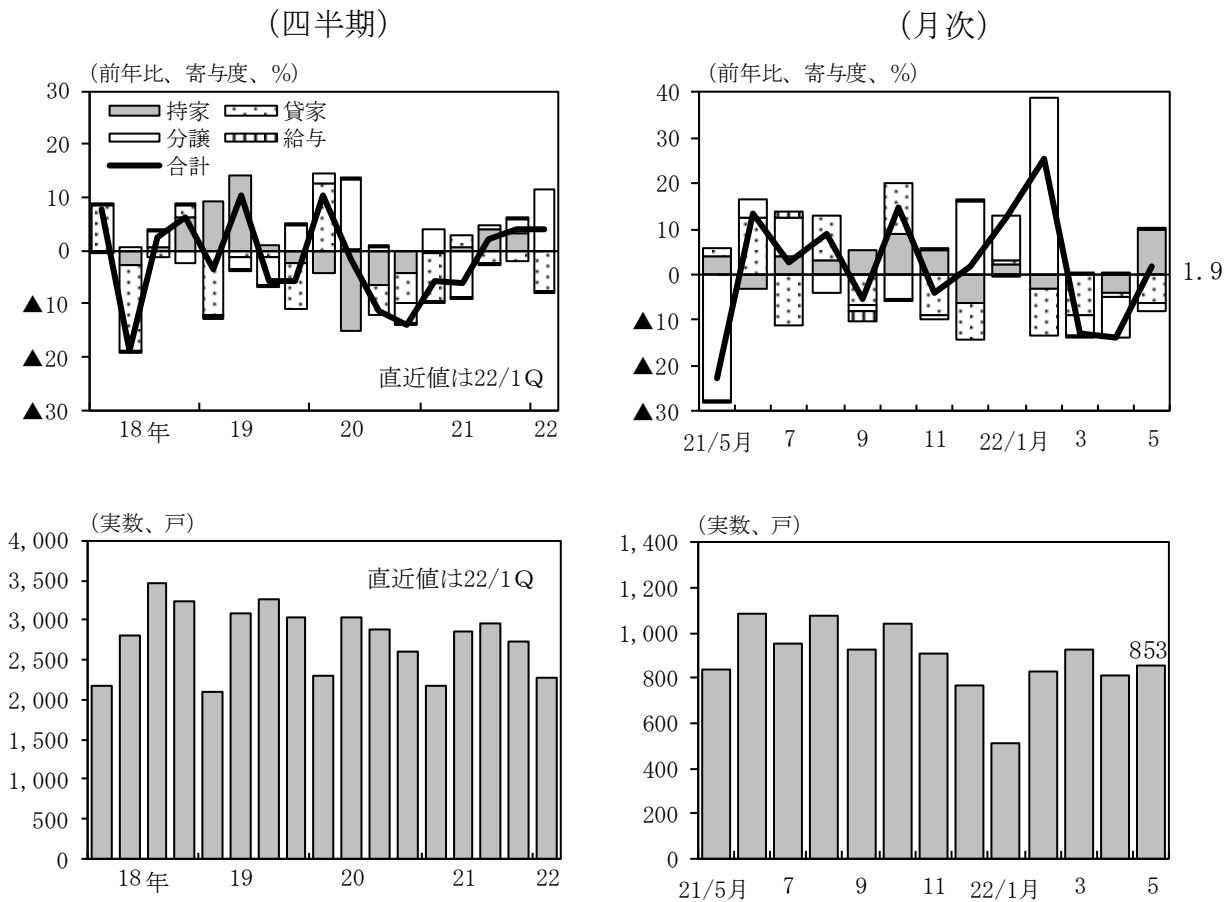 (四半期)
(前年比、寄与度、%)
30
20
10
0
▲10
▲20
▲30
持家
貸家
分譲
給与
合計
直近値は22/1Q
18年
19
20
21
22
(月次)
(前年比、寄与度、%)
40
30
20
10
0
▲10
▲20
▲30
1.9
21/5月
7
9
11
22/1月
3
5
(実数、戸)
4,000
3,500
3,000
2,500
2,000
1,500
1,000
500
0
直近値は22/1Q
18年
19
20
21
22
(実数、戸)
1,400
1,200
1,000
800
600
400
200
0
853
21/5月
7
9
11
22/1月
3
5